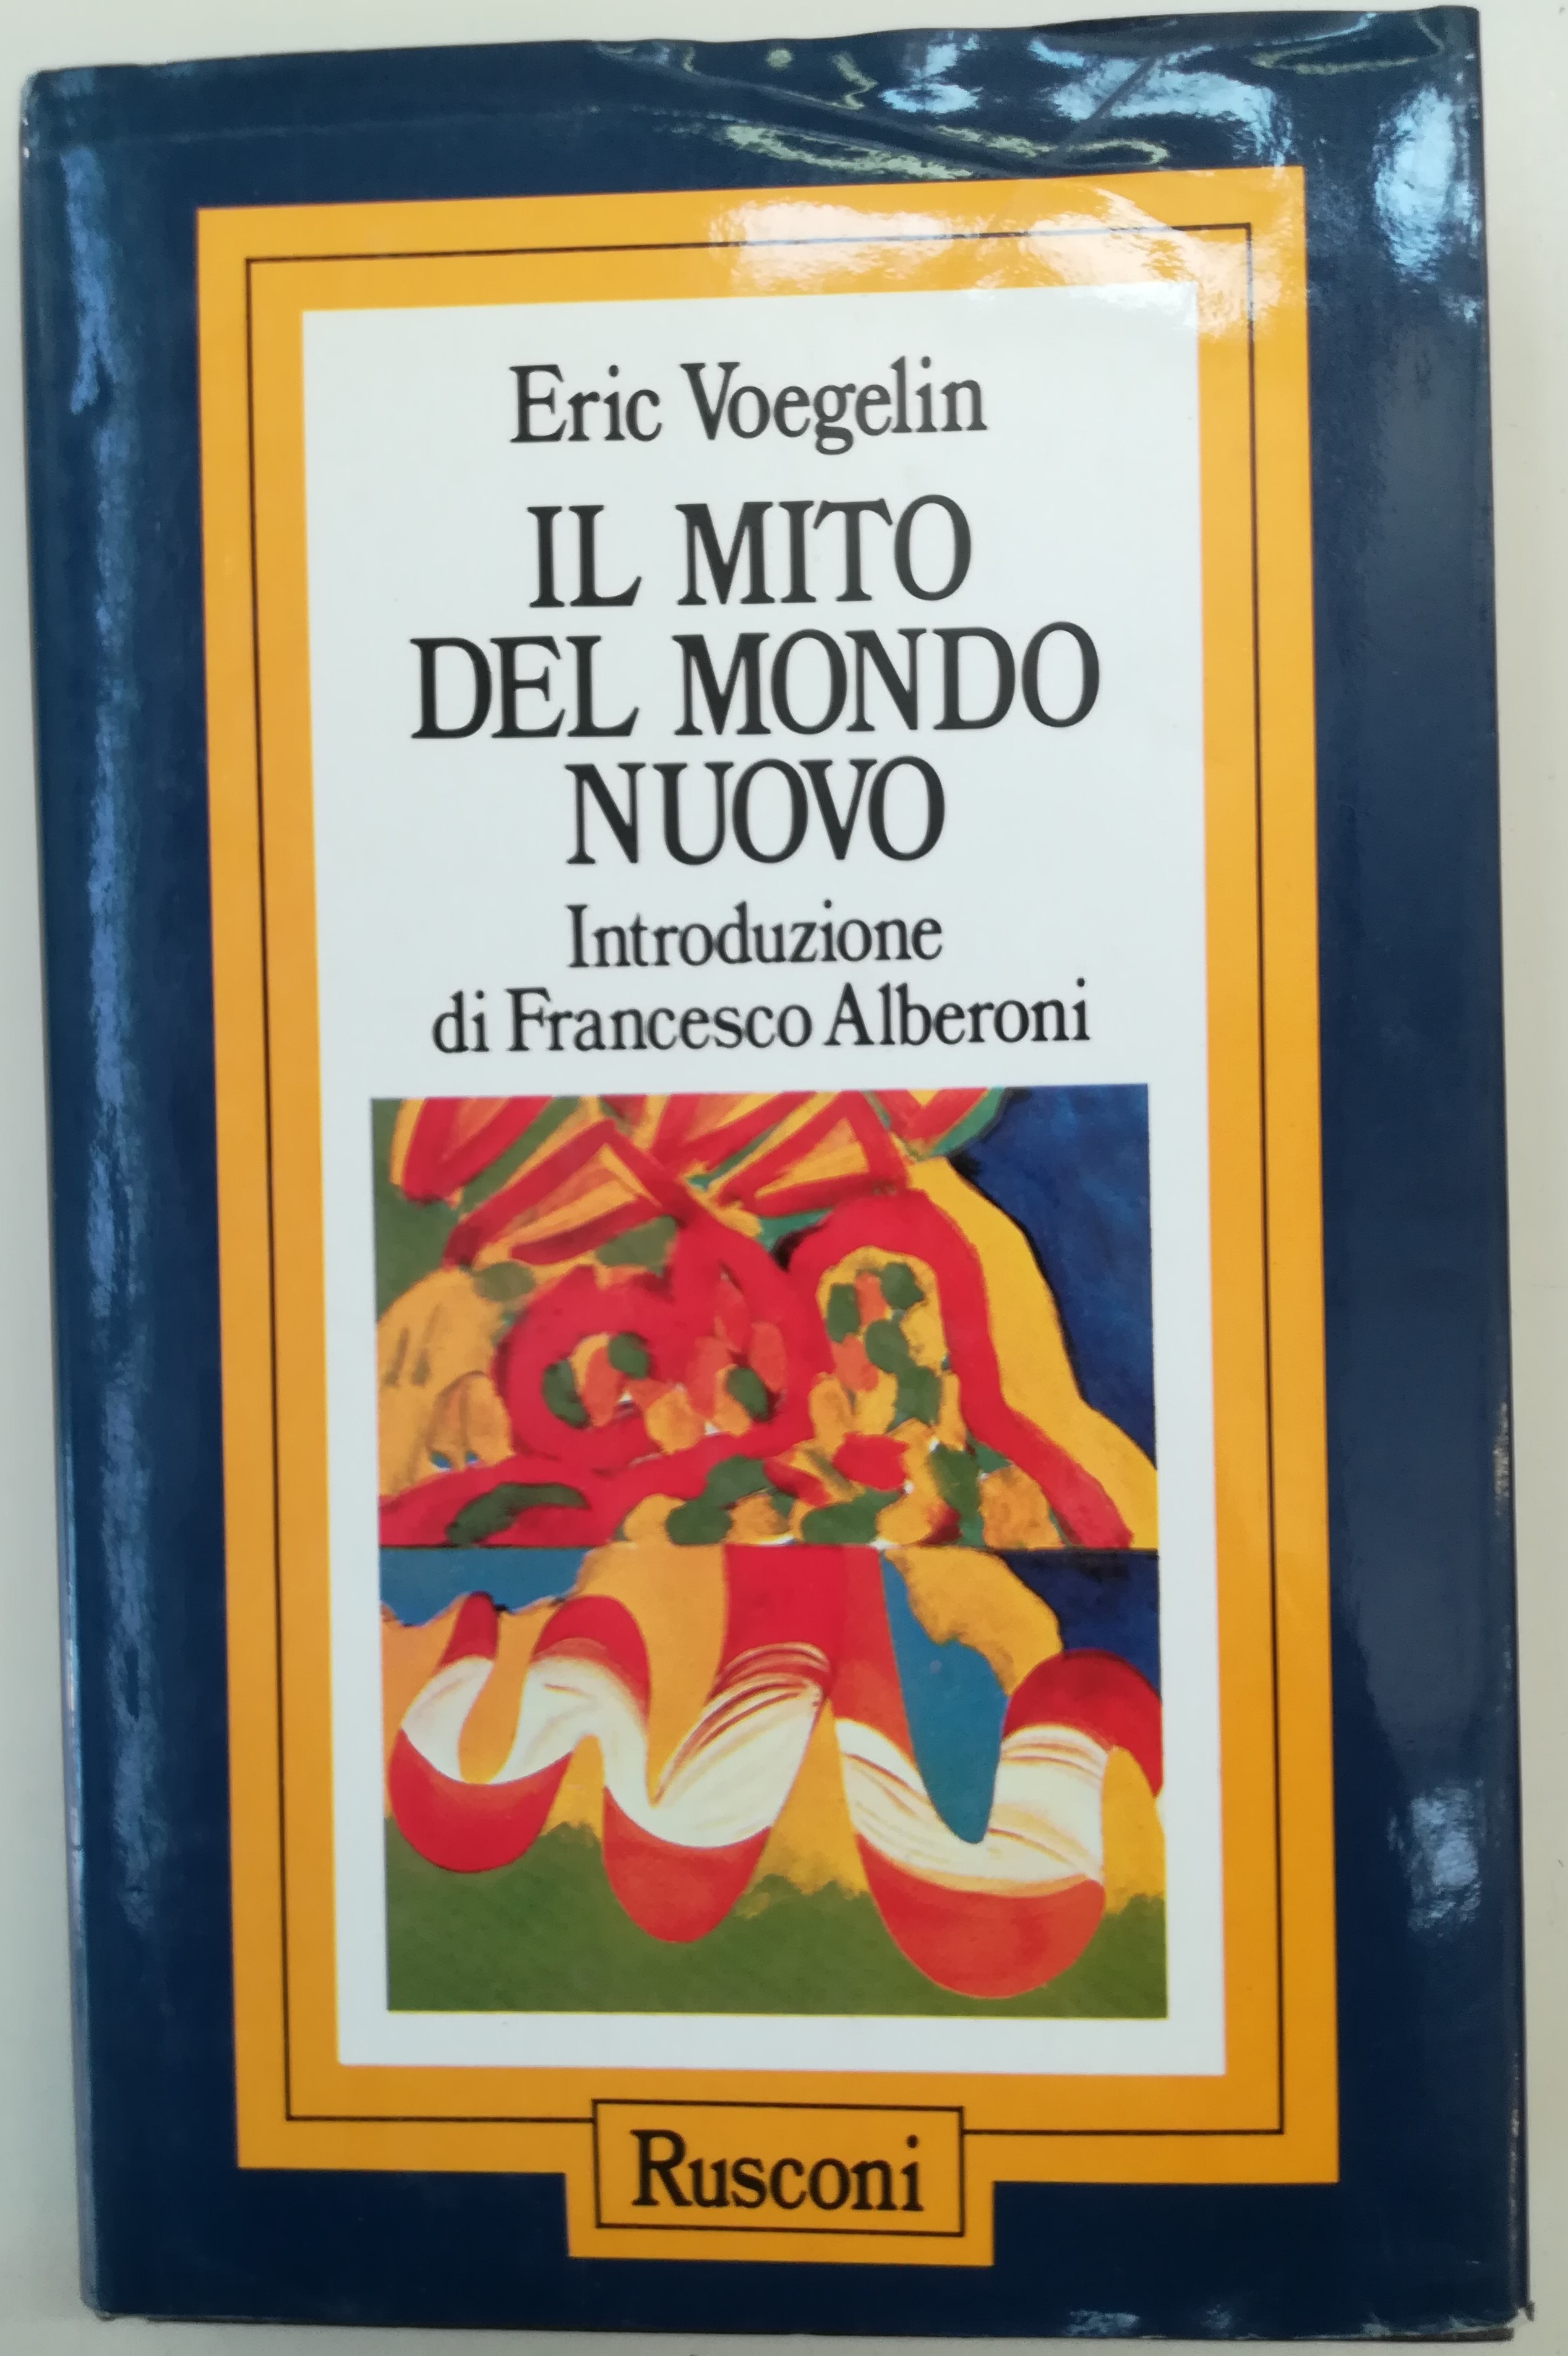 Eric Voegelin
IL MITO
DEL MONDO
NUOVO
Introduzione
di Francesco Alberoni
Rusconi